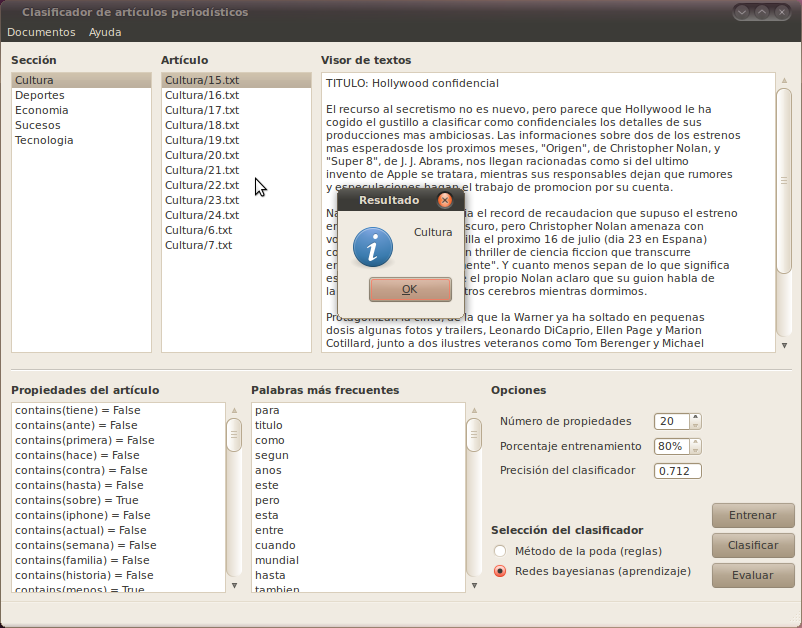 Clasificador de artículos periodísticos
Documentos Ayuda
Sección
Cultura
Deportes
Economia
Sucesos
Tecnologia
Artículo
Cultura/15.txt
Cultura/16.txt
Cultura/17.txt
Cultura/18.txt
Cultura/19.txt
Cultura/20.txt
Cultura/21.txt
Cultura/22.txt
Cultura/23.txt
Cultura/24.txt
Cultura/6.txt
Cultura/7.txt
Visor de textos
TITULO: Hollywood confidencial
El recurso al secretismo no es nuevo, pero parece que Hollywood le ha
cogido el gustillo a clasificar como confidenciales los detalles de sus
producciones mas ambiciosas. Las informaciones sobre dos de los estrenos
mas esperadosde los proximos meses, "Origen", de Christopher Nolan, y
"Super 8", de J. J. Abrams, nos llegan racionadas como si del ultimo
invento de Apple se tratara, mientras sus responsables dejan que rumores
y especulaciones hagan el trabajo de promocion por su cuenta.
el record de recaudacion que supuso el estreno
pero Christopher Nolan amenaza con
el proximo 16 de julio (dia 23 en Espana)
thriller de ciencia ficcion que transcurre
Y cuanto menos sepan de lo que significa
el propio Nolan aclaro que su guion habla de
la cerebros mientras dormimos.
Protagonizan la cinta, de la que la Warner ya ha soltado en pequenas
dosis algunas fotos y trailers, Leonardo DiCaprio, Ellen Page y Marion
Cotillard, junto a dos ilustres veteranos como Tom Berenger y Michael
Resultado
Cultura
OK
Propiedades del artículo
contains(tiene) = False
contains(ante) = False
contains(primera) = False
contains(hace) = False
contains(contra) = False
contains(hasta) = False
contains(sobre) = True
contains(iphone) = False
contains(actual) = False
contains(semana) = False
contains(familia) = False
contains(historia) = False
contains(menos) = True
Palabras más frecuentes
para
titulo
como
segun
anos
este
pero
esta
entre
cuando
mundial
hasta
tambien
Opciones
Número de propiedades 20
Porcentaje entrenamiento 80%
Precisión del clasificador 0.712
Selección del clasificador
Método de la poda (reglas)
Redes bayesianas (aprendizaje)
Entrenar
Clasificar
Evaluar